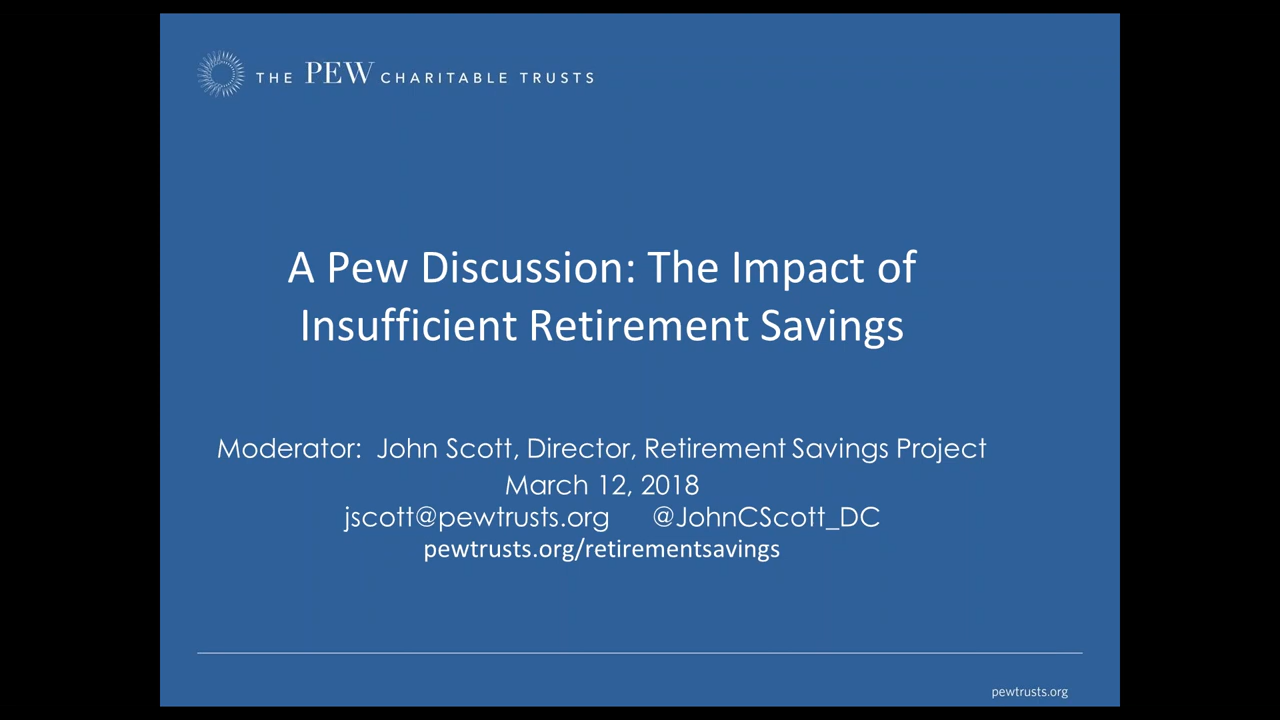 THE PEW CHARITABLE TRUSTS
A Pew Discussion: The Impact of
Insufficient Retirement Savings
Moderator: John Scott, Director, Retirement Savings Project
March 12, 2018
jscott@pewtrusts.org @JohnCScott_DC
pewtrusts.org/retirementsavings
pewtrusts.org